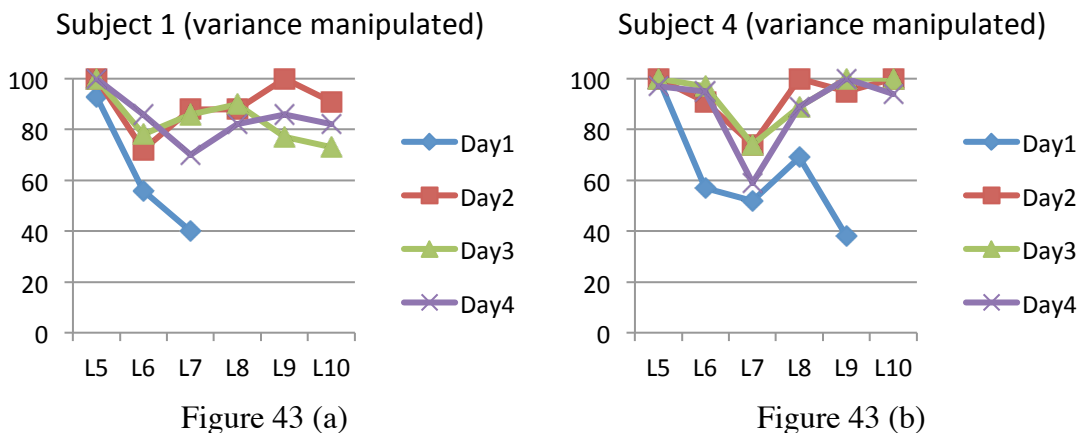 Subject 1 (variance manipulated)
100
80
60
40
20
0
L5 L6 L7 L8 L9 L10
Day1
Day2
Day3
Day4
Figure 43 (a)
Subject 4 (variance manipulated)
100
80
60
40
20
0
L5 L6 L7 L8 L9 L10
Day1
Day2
Day3
Day4
Figure 43 (b)